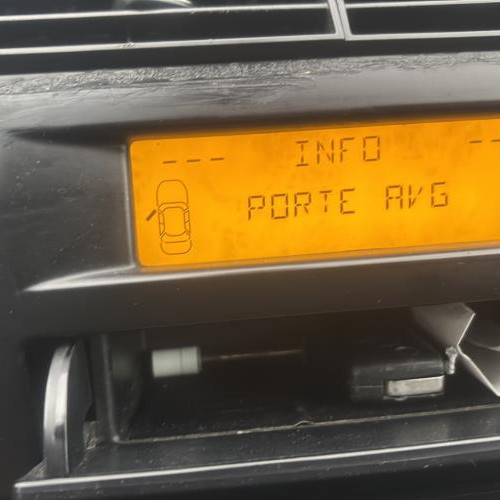 --- INFO --
PORTE AVG